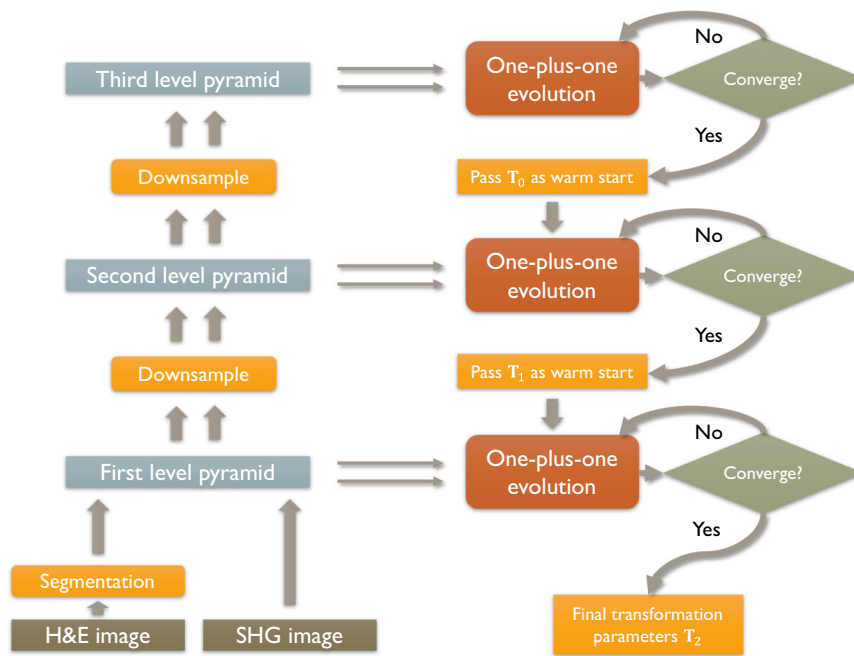 Third level pyramid
One-plus-one
evolution
No
Converge?
Yes
Downsample
Pass T₀ as warm start
Second level pyramid
One-plus-one
evolution
No
Converge?
Yes
Downsample
Pass T₁ as warm start
First level pyramid
One-plus-one
evolution
No
Converge?
Yes
Segmentation
H&E image
SHG image
Final transformation
parameters T₂